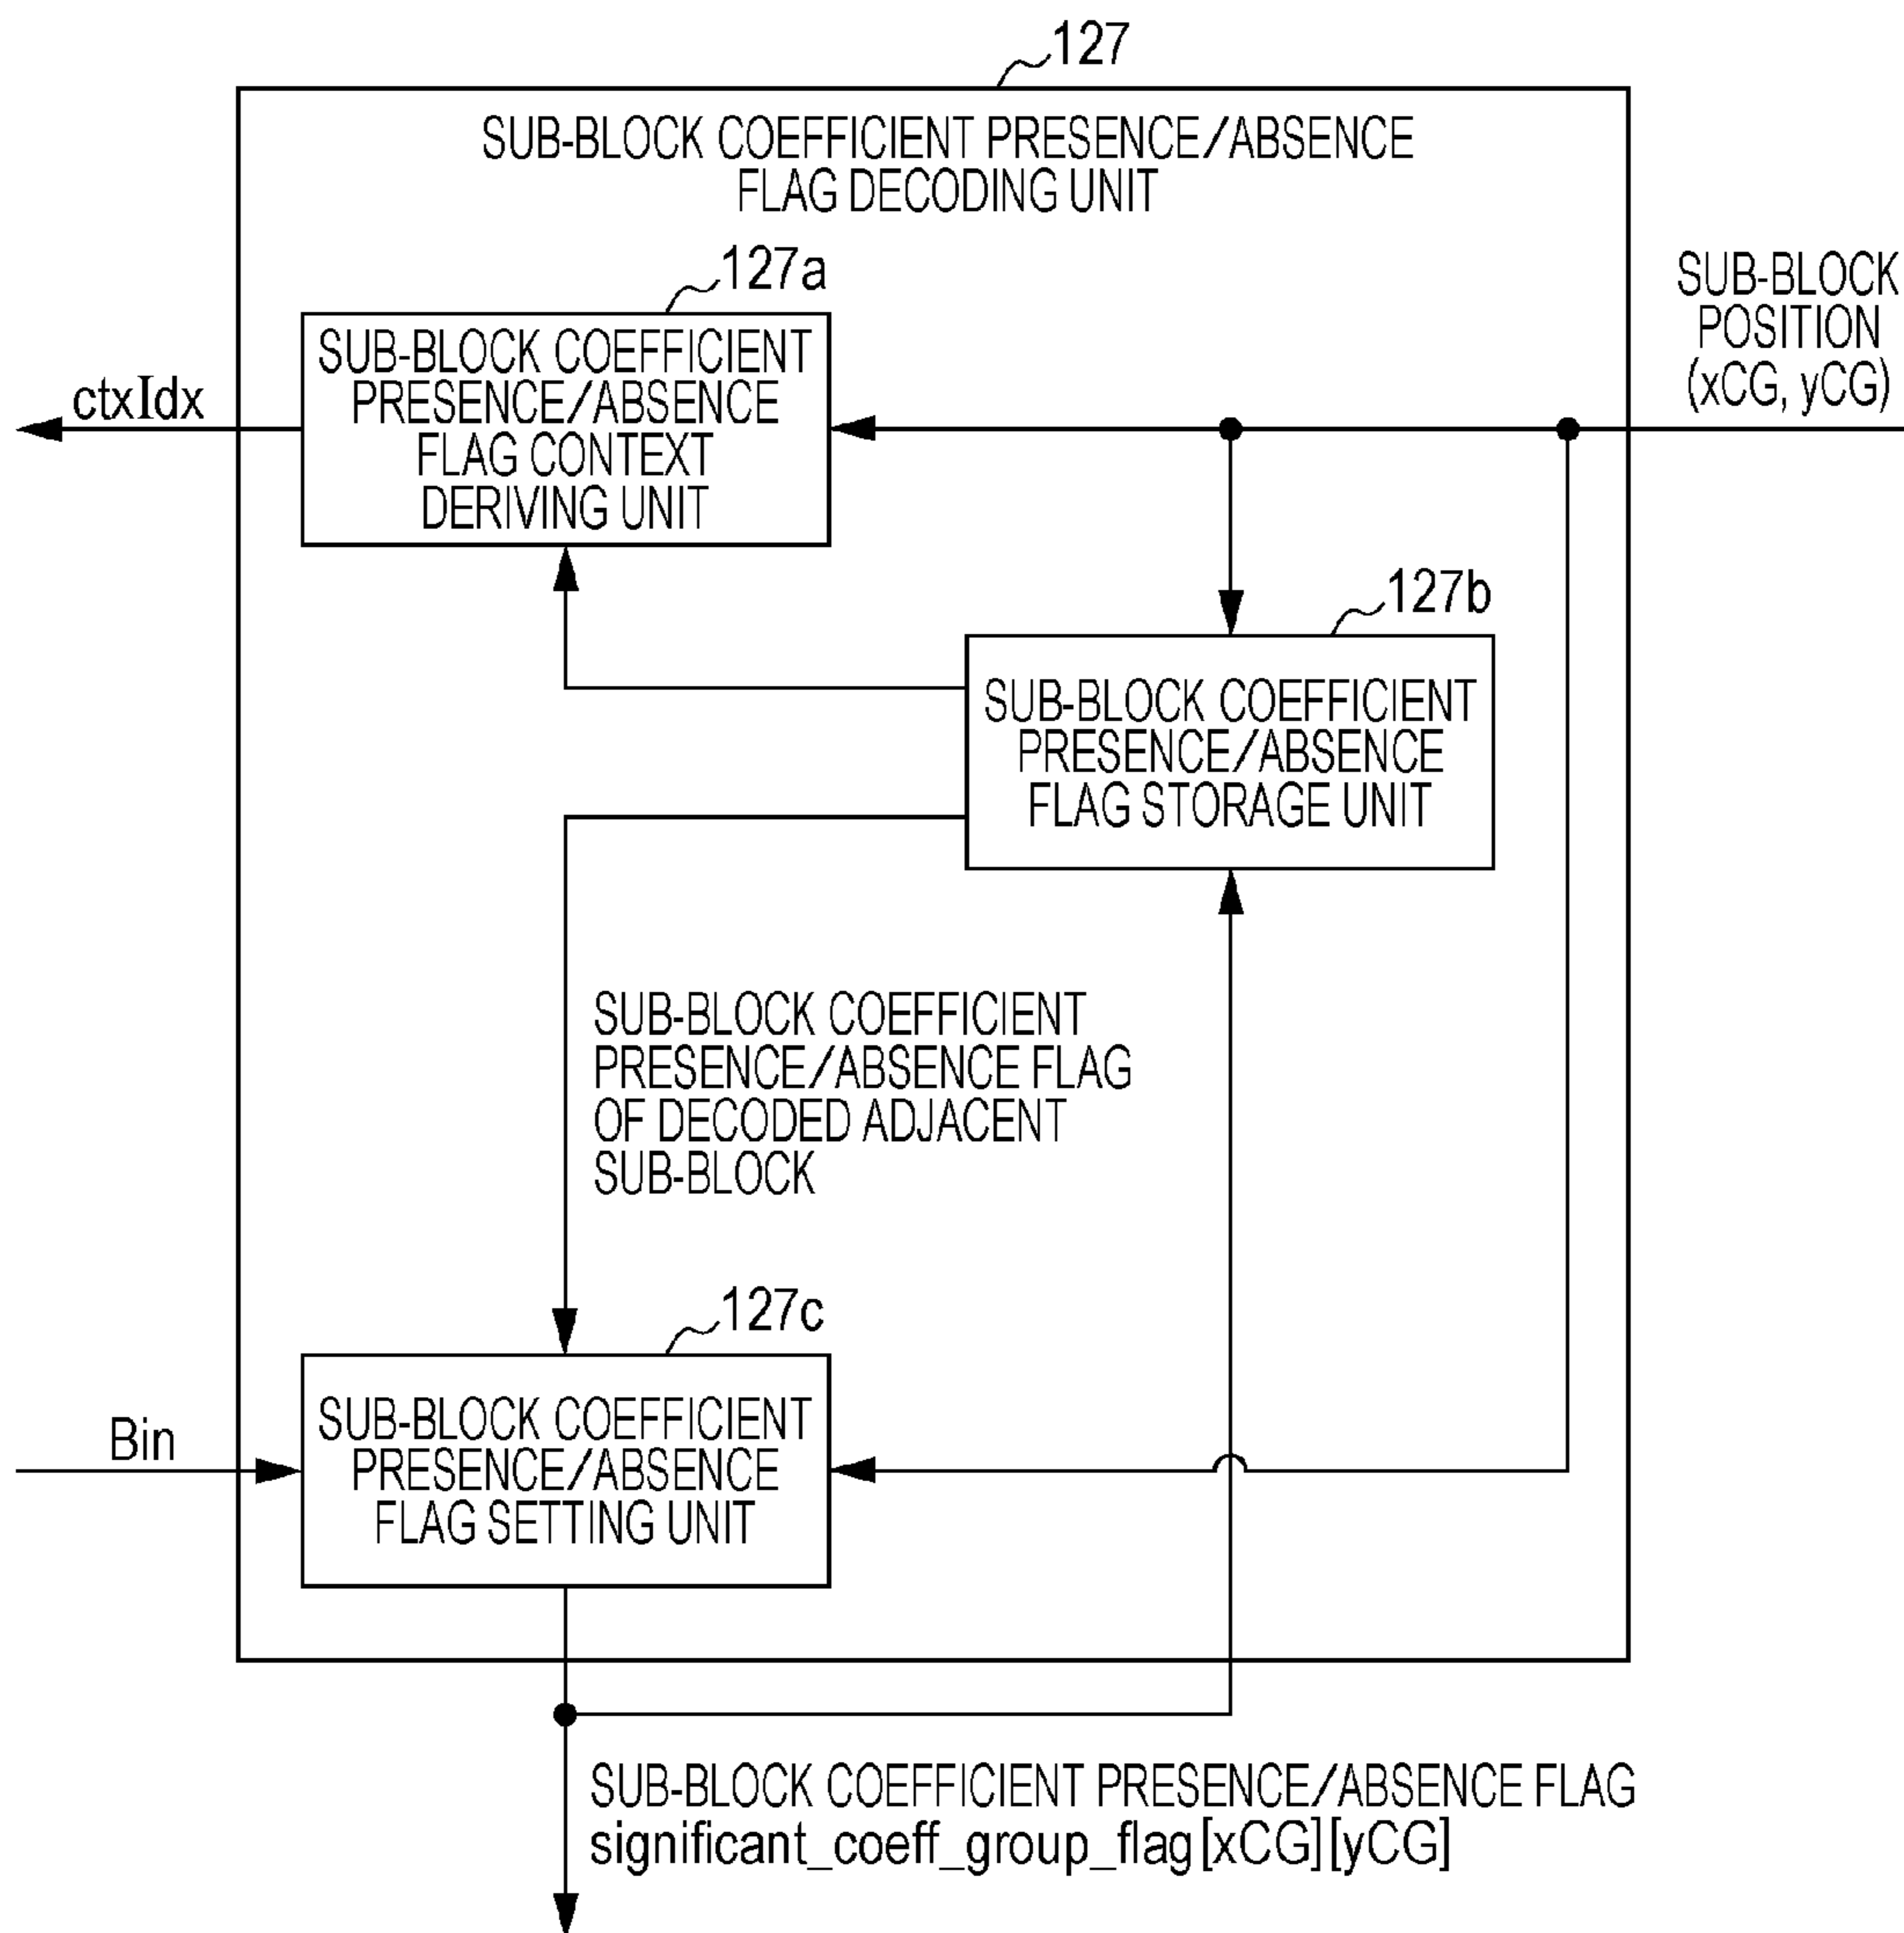 127
SUB-BLOCK COEFFICIENT PRESENCE/ABSENCE
FLAG DECODING UNIT
127a
SUB-BLOCK
POSITION
(xCG, yCG)
SUB-BLOCK COEFFICIENT
PRESENCE/ABSENCE
FLAG CONTEXT
DERIVING UNIT
ctxIdx
127b
SUB-BLOCK COEFFICIENT
PRESENCE/ABSENCE
FLAG STORAGE UNIT
SUB-BLOCK COEFFICIENT
PRESENCE/ABSENCE FLAG
OF DECODED ADJACENT
SUB-BLOCK
127c
Bin
SUB-BLOCK COEFFICIENT
PRESENCE/ABSENCE
FLAG SETTING UNIT
SUB-BLOCK COEFFICIENT PRESENCE/ABSENCE FLAG
significant_coeff_group_flag[xCG][yCG]